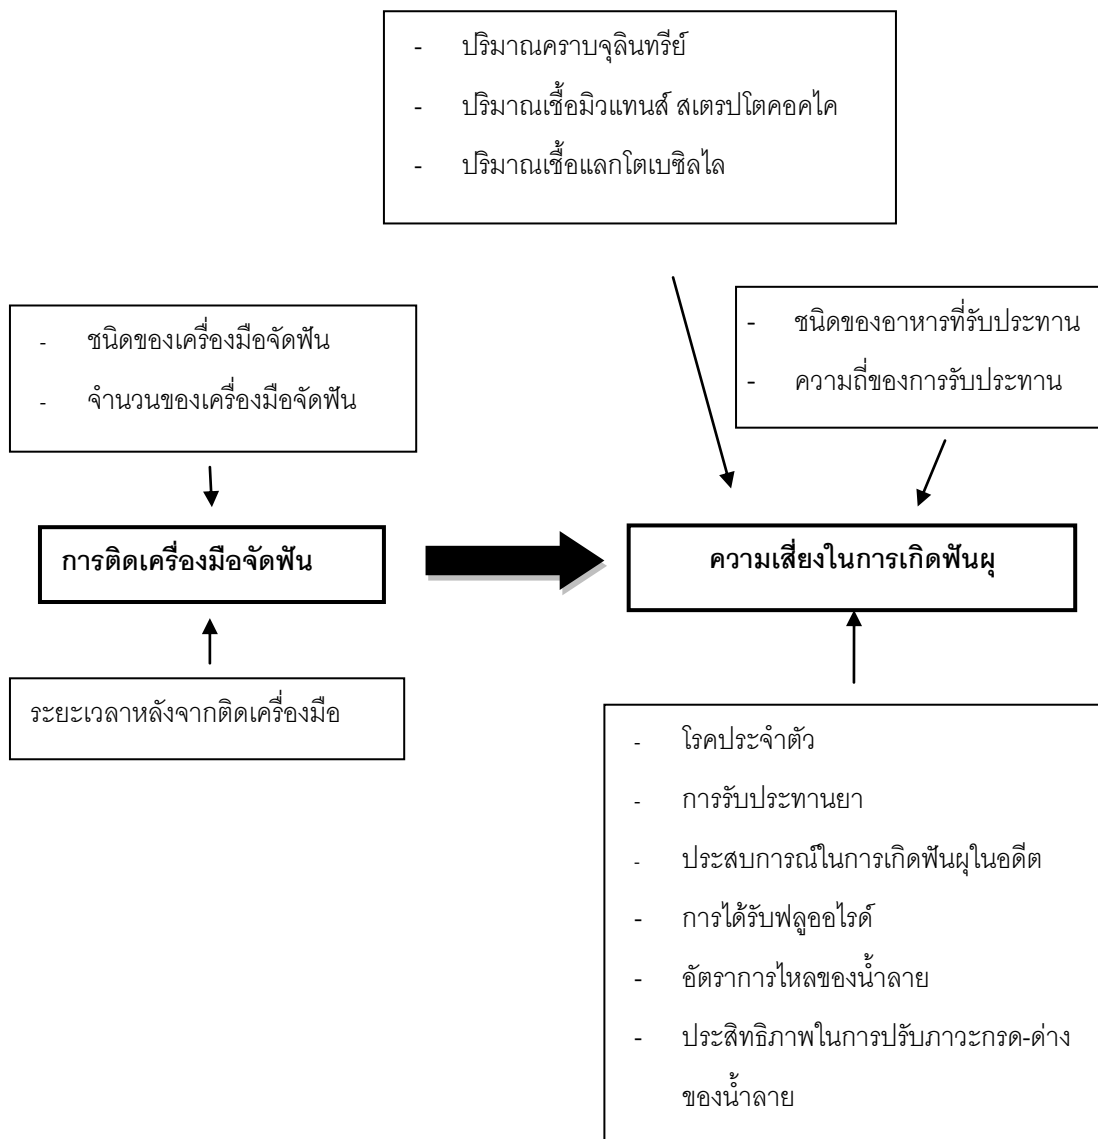 - ปริมาณคราบจุลินทรีย์
- ปริมาณเชื้อมิวแทนส์ สเตรปโตคอคไค
- ปริมาณเชื้อแลกโตเบซิลไล
- ชนิดของเครื่องมือจัดฟัน
- จำนวนของเครื่องมือจัดฟัน
- ชนิดของอาหารที่รับประทาน
- ความถี่ของการรับประทาน
การติดเครื่องมือจัดฟัน
ความเสี่ยงในการเกิดฟันผุ
ระยะเวลาหลังจากติดเครื่องมือ
- โรคประจำตัว
- การรับประทานยา
- ประสบการณ์ในการเกิดฟันผุในอดีต
- การได้รับฟลูออไรด์
- อัตราการไหลของน้ำลาย
- ประสิทธิภาพในการปรับภาวะกรด-ด่าง
ของน้ำลาย